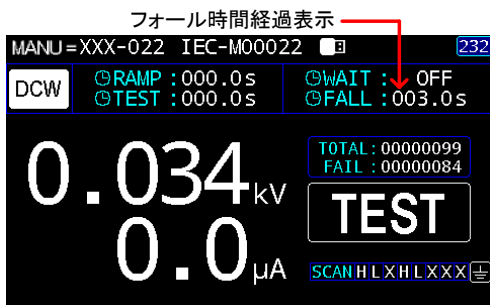 フォール時間経過表示
MANU=XXX-022 IEC-M00022 232
DCW RAMP:000.0s WAIT: OFF
TEST:000.0s FALL:003.0s
0.034kV
TOTAL:00000099
FAIL:00000084
TEST
0.0μA
SCAN H L X H L X X X